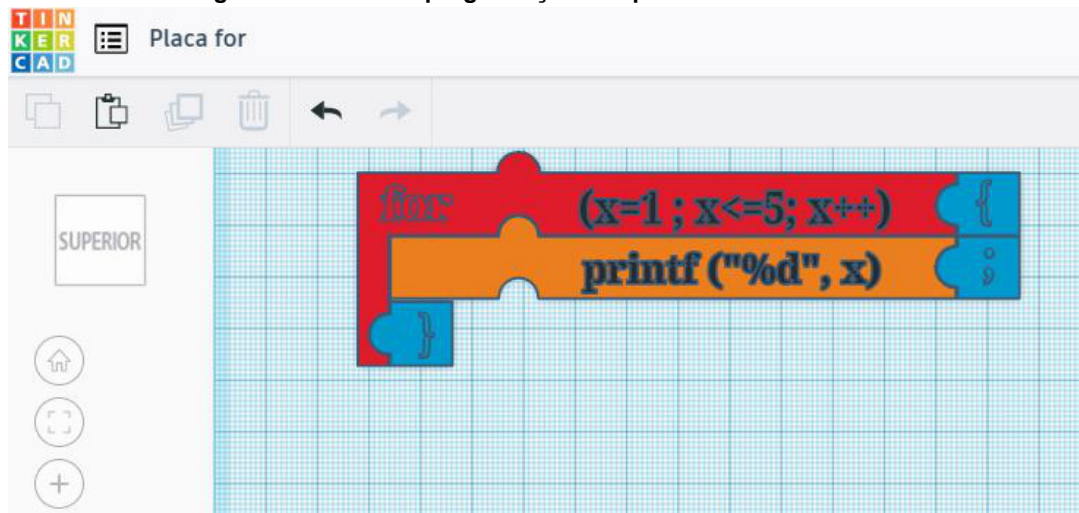 TIN
KER
CAD
Placa for
SUPERIOR
for (x=1 ; x<=5; x++) {
printf ("%d", x) ;
}